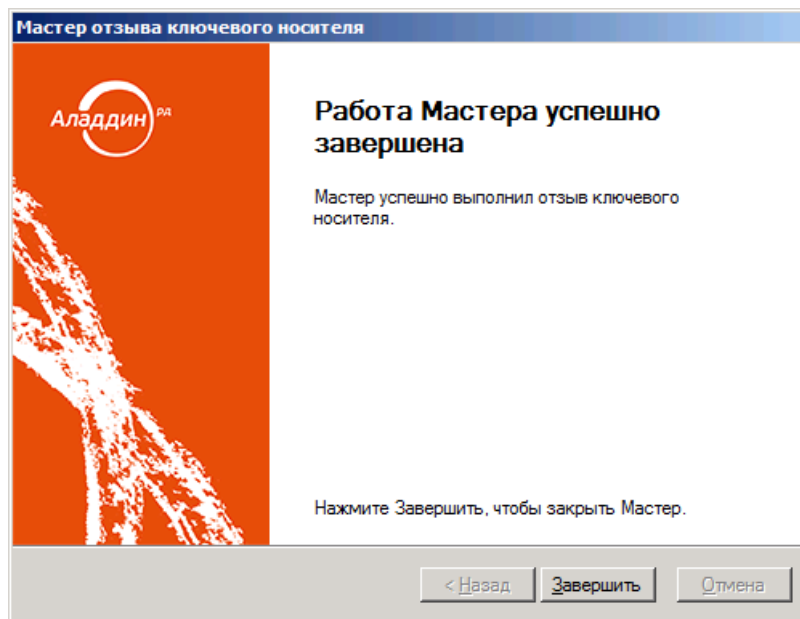 Мастер отзыва ключевого носителя
Аладдин РД
Работа Мастера успешно
завершена
Мастер успешно выполнил отзыв ключевого
носителя.
Нажмите Завершить, чтобы закрыть Мастер.
< Назад Завершить Отмена